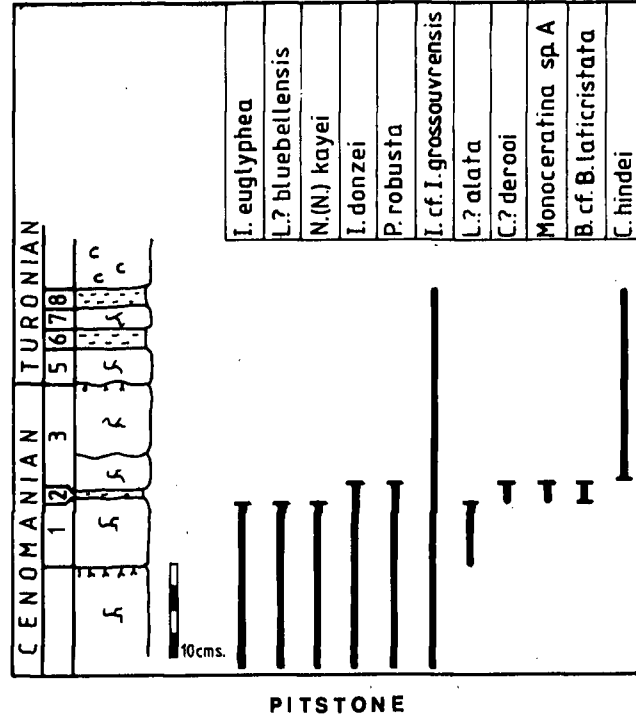 I. euglyphea
L.? bluebellensis
N.(N.) kayei
I. donzei
P. robusta
I. cf. I. grossouvrensis
L.? alata
C.? derooi
Monoceratina sp. A
B. cf. B. laticristata
C. hindei
TURONIAN
CENOMANIAN
8
7
6
5
3
2
1
c
c
c
10cms.
PITSTONE